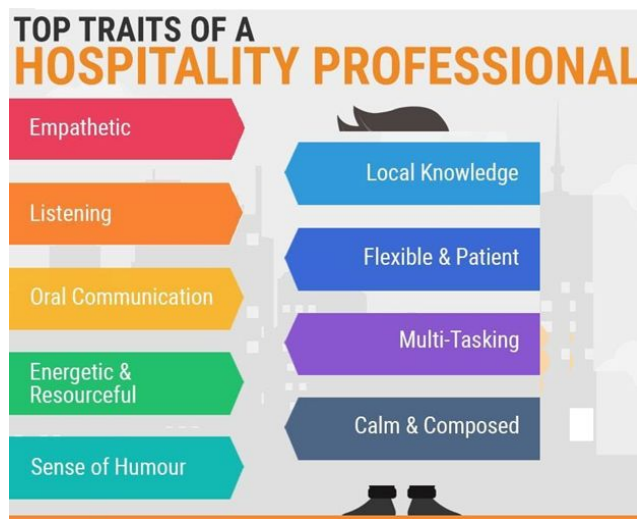 TOP TRAITS OF A
HOSPITALITY PROFESSIONAL
Empathetic
Listening
Oral Communication
Energetic &
Resourceful
Sense of Humour
Local Knowledge
Flexible & Patient
Multi-Tasking
Calm & Composed